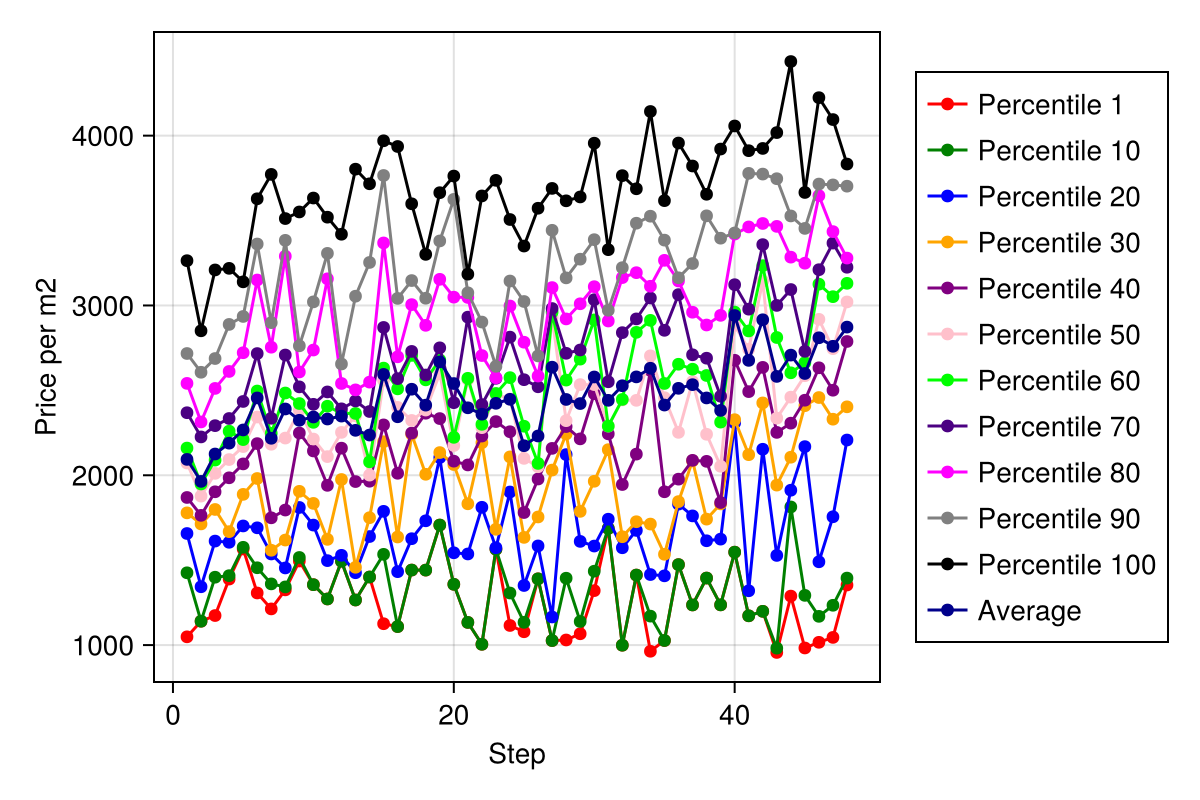 4000
3000
2000
1000
Price per m2
0
20
40
Step
Percentile 1
Percentile 10
Percentile 20
Percentile 30
Percentile 40
Percentile 50
Percentile 60
Percentile 70
Percentile 80
Percentile 90
Percentile 100
Average